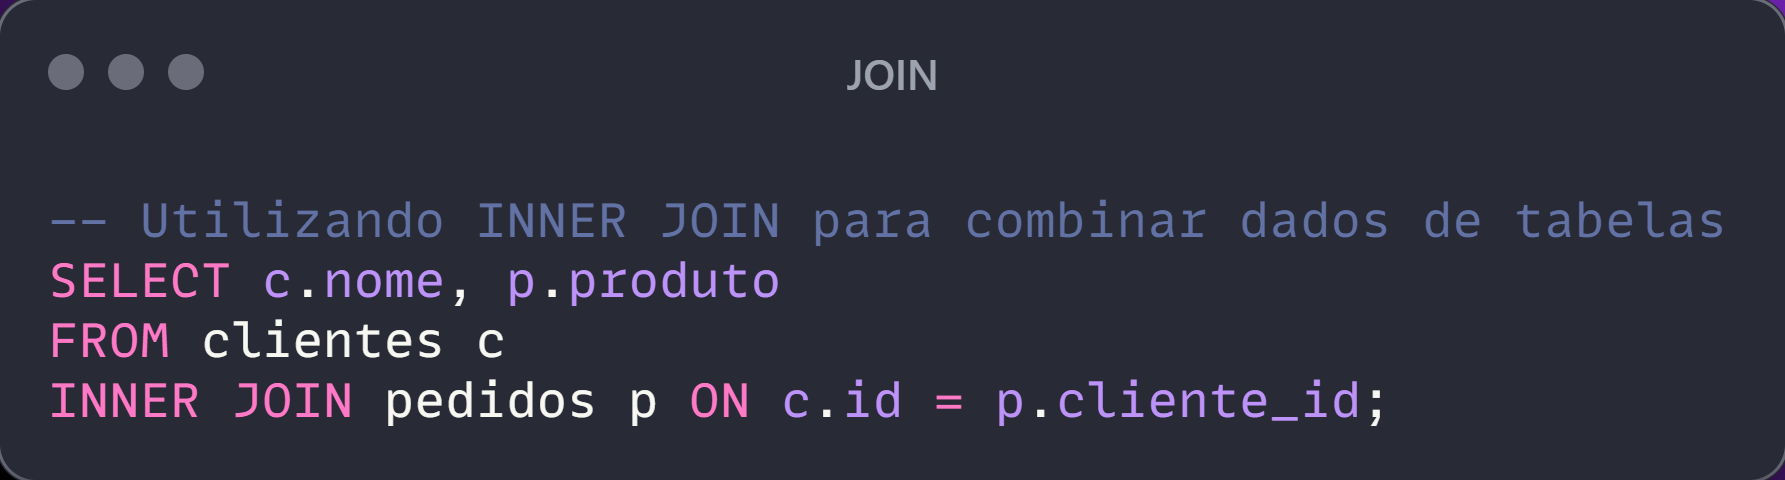 JOIN
-- Utilizando INNER JOIN para combinar dados de tabelas
SELECT c.nome, p.produto
FROM clientes c
INNER JOIN pedidos p ON c.id = p.cliente_id;